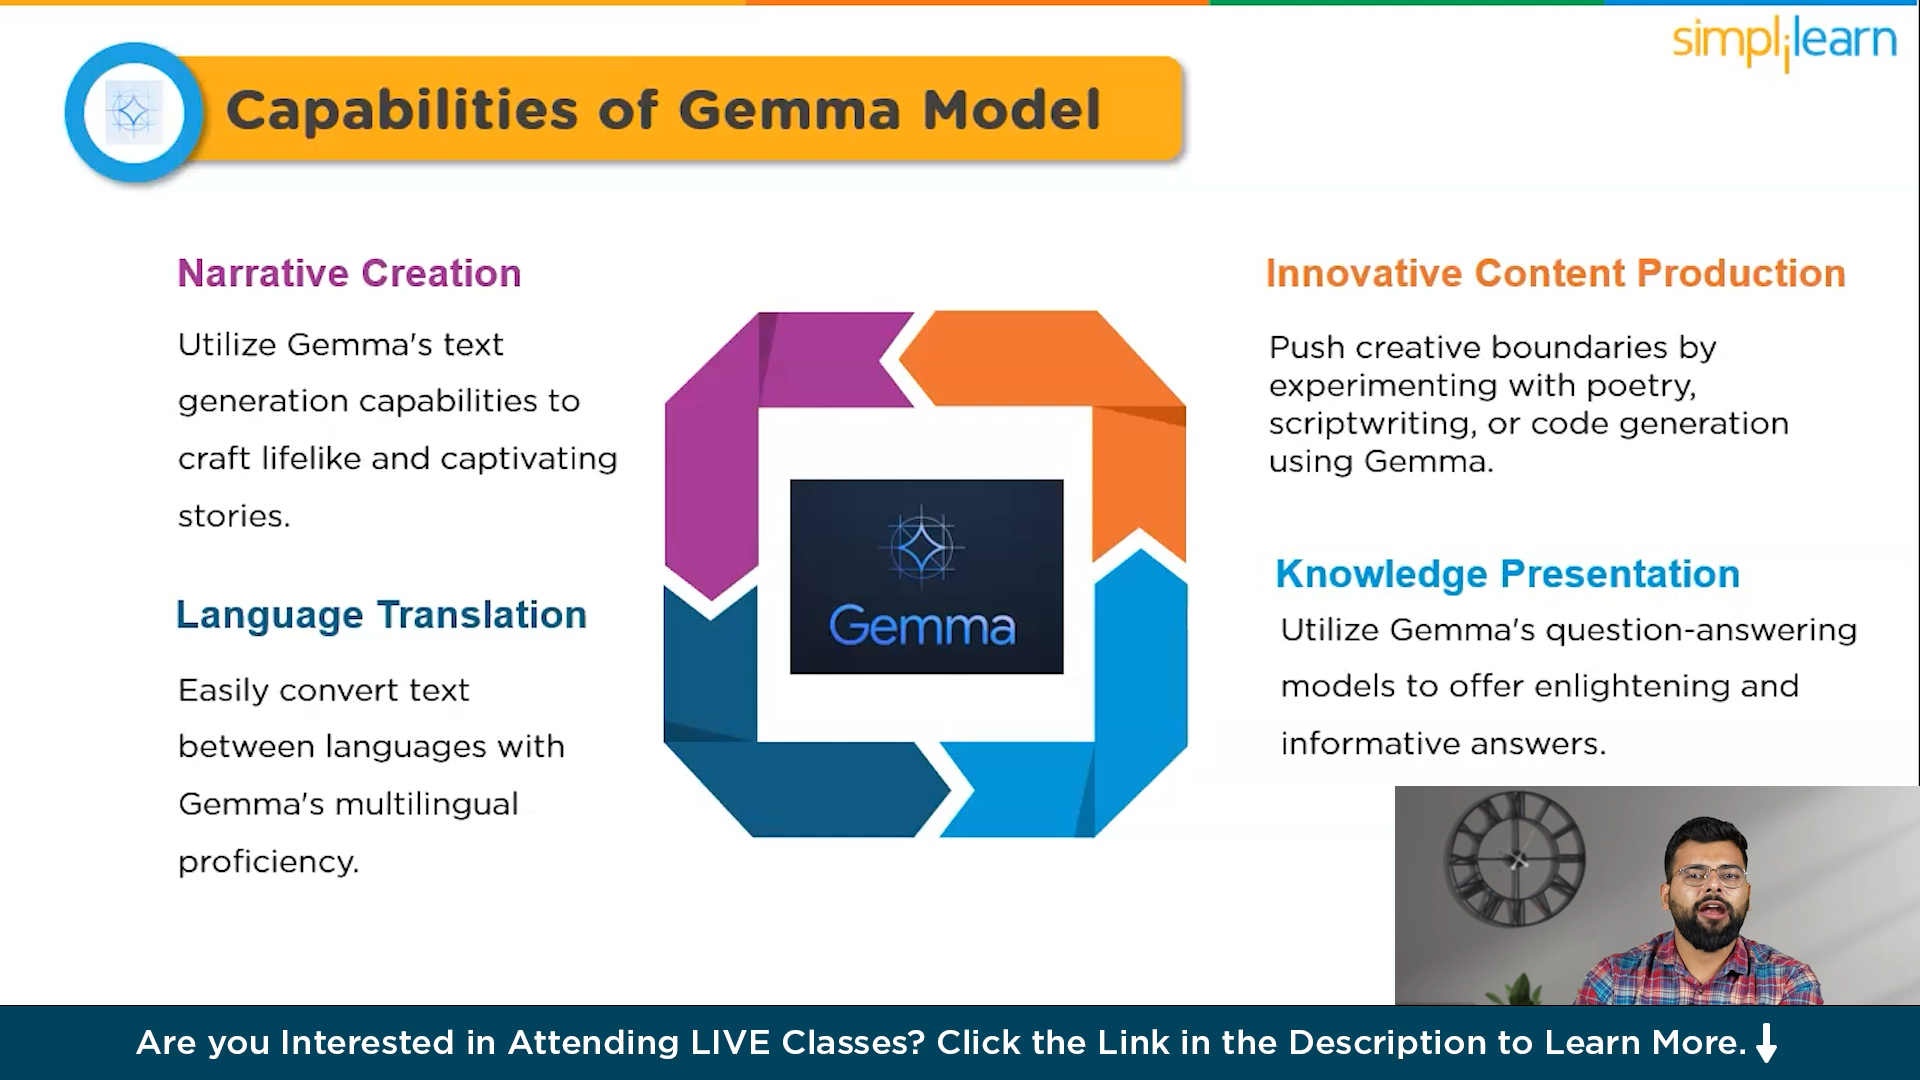 simplilearn
Capabilities of Gemma Model
Narrative Creation
Utilize Gemma's text
generation capabilities to
craft lifelike and captivating
stories.
Language Translation
Easily convert text
between languages with
Gemma's multilingual
proficiency.
Gemma
Innovative Content Production
Push creative boundaries by
experimenting with poetry,
scriptwriting, or code generation
using Gemma.
Knowledge Presentation
Utilize Gemma's question-answering
models to offer enlightening and
informative answers.
Are you Interested in Attending LIVE Classes? Click the Link in the Description to Learn More.